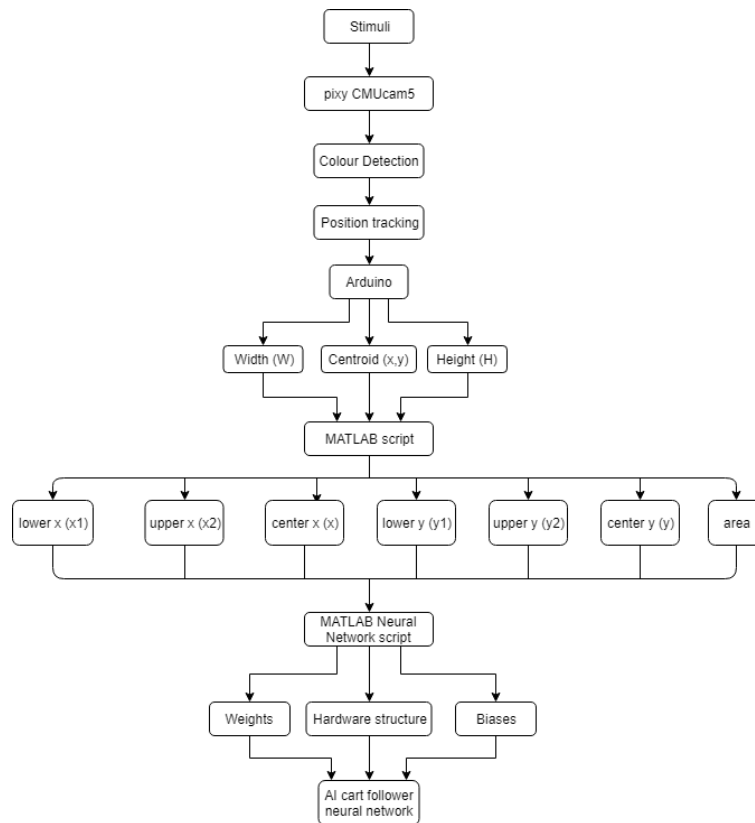 Stimuli
pixy CMUcam5
Colour Detection
Position tracking
Arduino
Width (W)
Centroid (x,y)
Height (H)
MATLAB script
lower x (x1)
upper x (x2)
center x (x)
lower y (y1)
upper y (y2)
center y (y)
area
MATLAB Neural
Network script
Weights
Hardware structure
Biases
AI cart follower
neural network